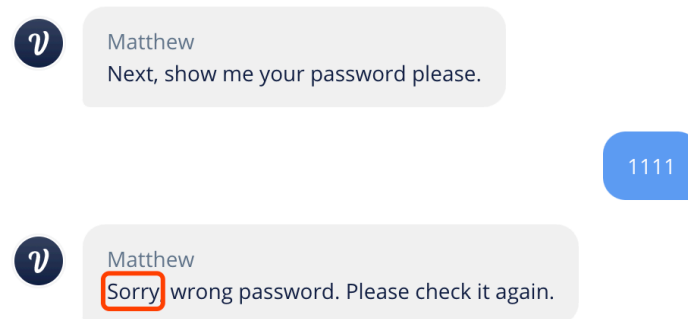 Matthew
Next, show me your password please.
1111
Matthew
Sorry, wrong password. Please check it again.